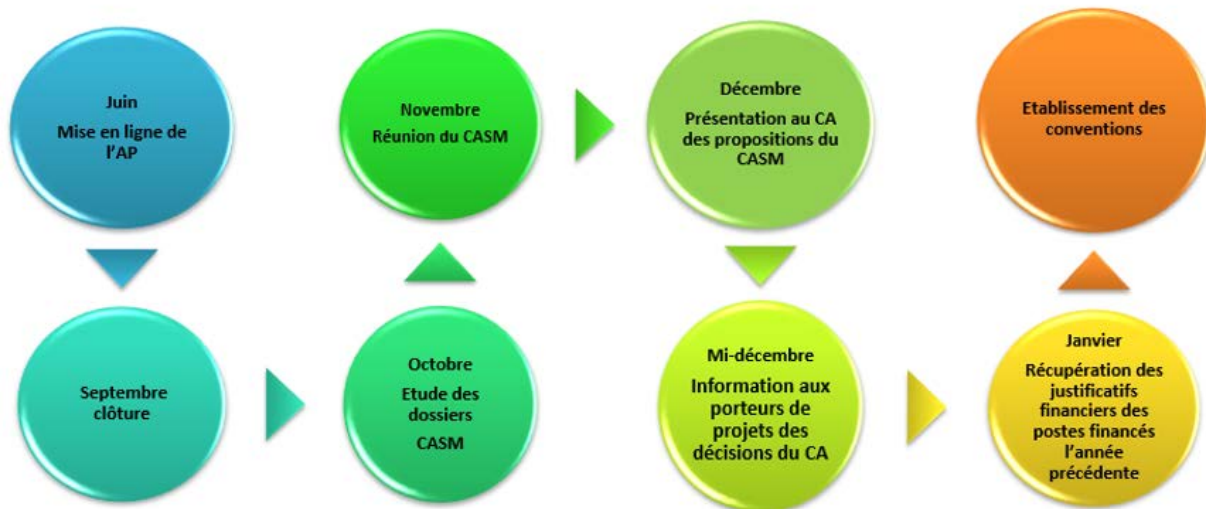 Juin
Mise en ligne de
l'AP
Septembre
clôture
Octobre
Etude des
dossiers
CASM
Novembre
Réunion du CASM
Décembre
Présentation au CA
des propositions du
CASM
Mi-décembre
Information aux
porteurs de
projets des
décisions du CA
Janvier
Récupération des
justificatifs
financiers des
postes financés
l'année
précédente
Etablissement des
conventions